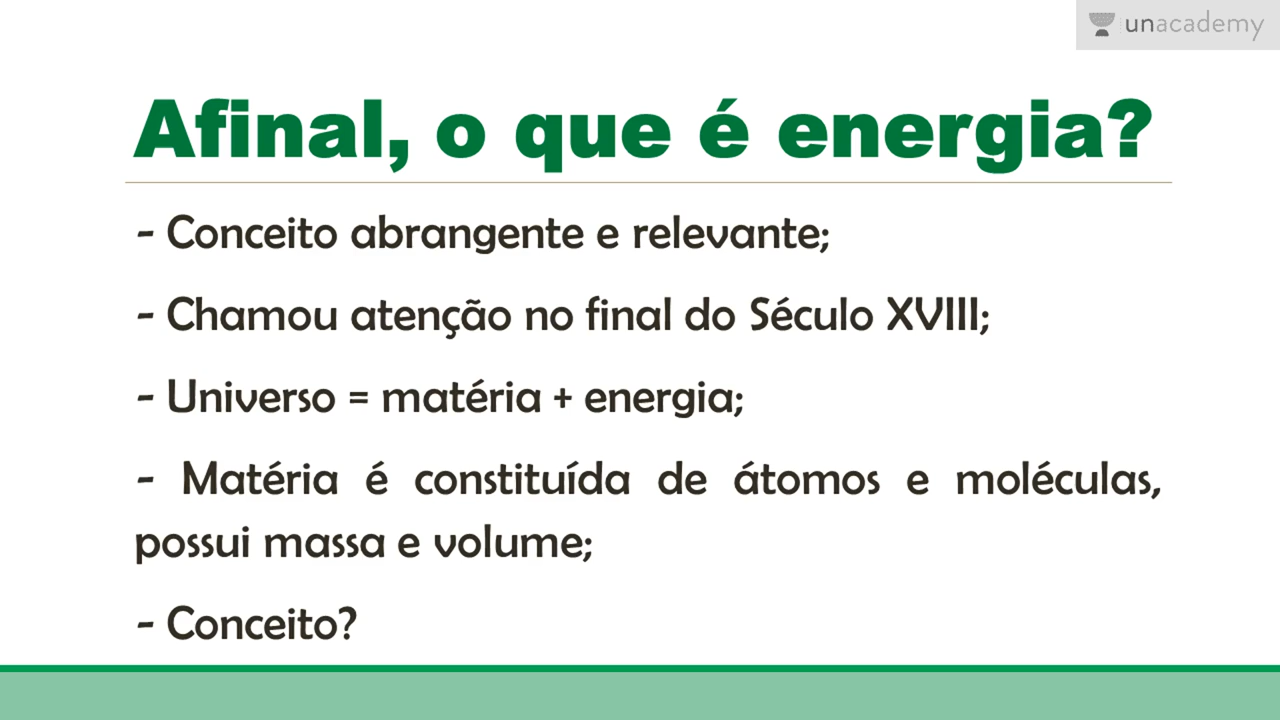 unacademy
Afinal, o que é energia?
- Conceito abrangente e relevante;
- Chamou atenção no final do Século XVIII;
- Universo = matéria + energia;
- Matéria é constituída de átomos e moléculas,
possui massa e volume;
- Conceito?